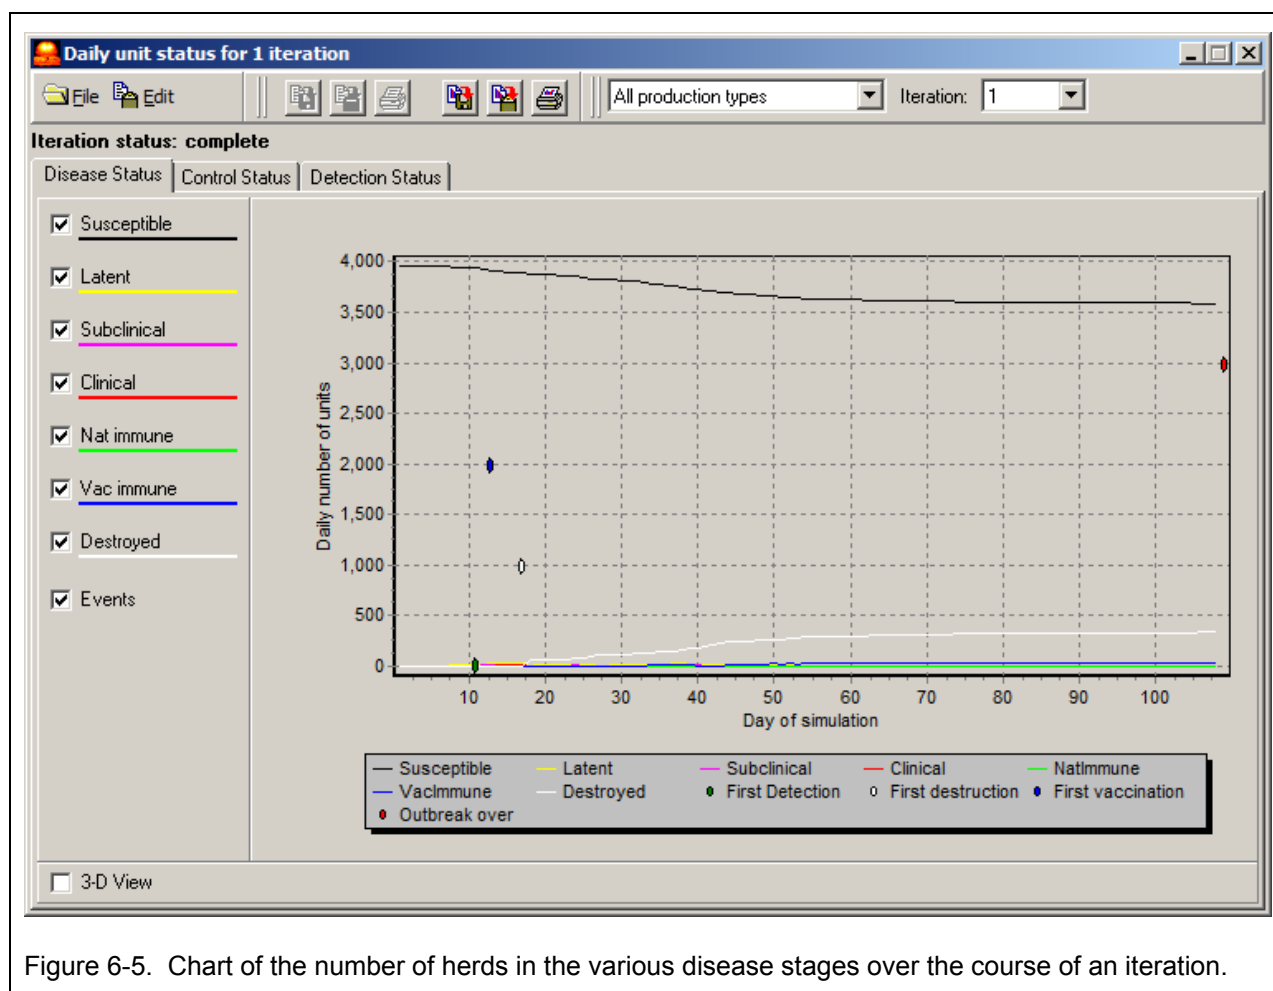 Daily unit status for 1 iteration
File Edit All production types Iteration: 1
Iteration status: complete
Disease Status Control Status Detection Status
Susceptible
Latent
Subclinical
Clinical
Nat immune
Vac immune
Destroyed
Events
4,000
3,500
3,000
2,500
2,000
1,500
1,000
500
0
Daily number of units
10 20 30 40 50 60 70 80 90 100
Day of simulation
Susceptible Latent Subclinical Clinical NatImmune
VacImmune Destroyed First Detection First destruction First vaccination
Outbreak over
3-D View
Figure 6-5. Chart of the number of herds in the various disease stages over the course of an iteration.